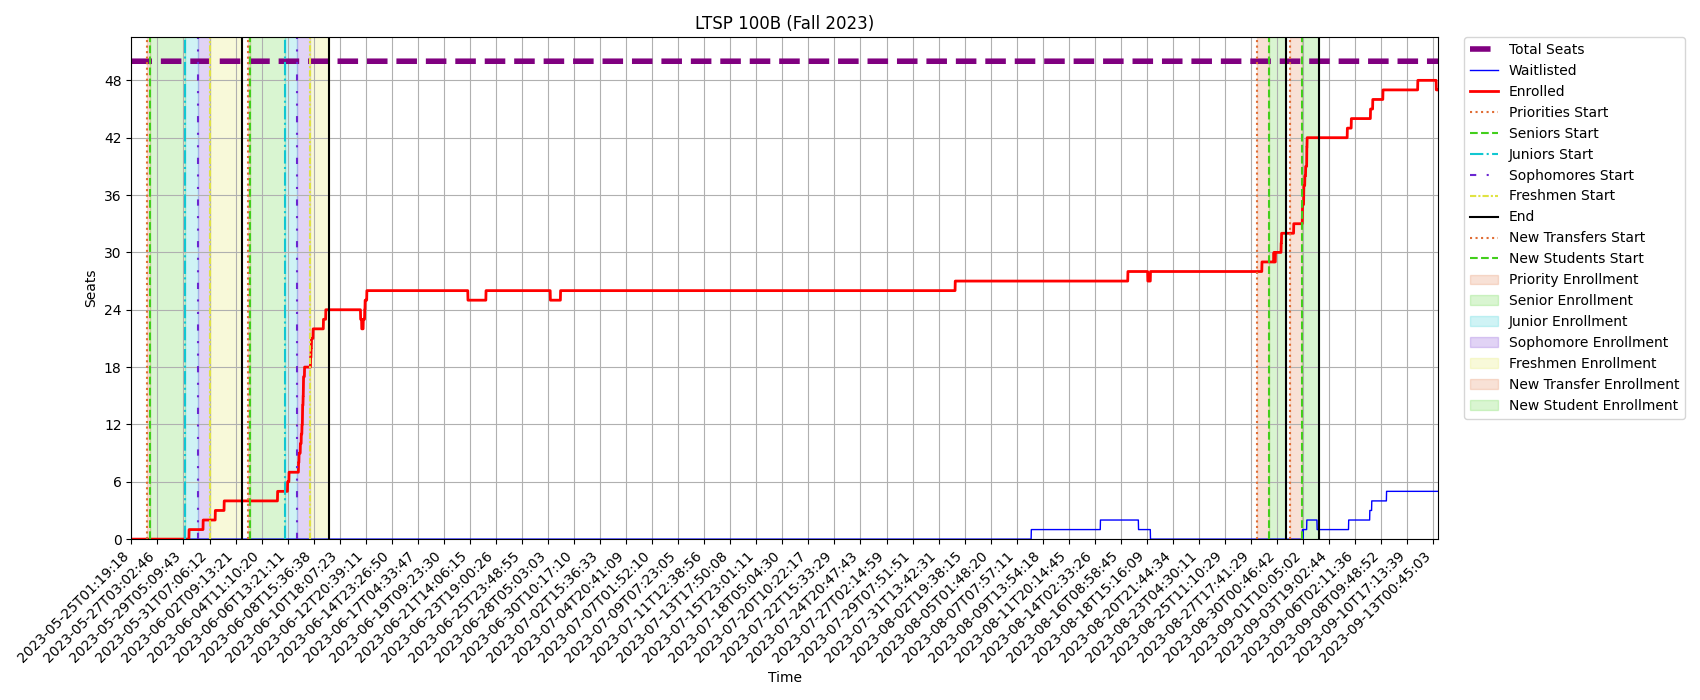 LTSP 100B (Fall 2023)
Seats
48
42
36
30
24
18
12
6
0
2023-05-25T01:19:18
2023-05-27T03:02:46
2023-05-29T05:09:43
2023-05-31T07:06:12
2023-06-02T09:13:21
2023-06-04T11:10:20
2023-06-06T13:21:11
2023-06-08T15:36:38
2023-06-10T18:07:23
2023-06-12T20:39:11
2023-06-14T23:26:50
2023-06-17T04:33:47
2023-06-19T09:23:30
2023-06-21T14:06:15
2023-06-23T19:00:26
2023-06-25T23:48:55
2023-06-28T05:03:03
2023-06-30T10:17:10
2023-07-02T15:36:33
2023-07-04T20:41:09
2023-07-07T01:52:10
2023-07-09T07:23:05
2023-07-11T12:38:56
2023-07-13T17:50:08
2023-07-15T23:01:11
2023-07-18T05:04:30
2023-07-20T10:22:17
2023-07-22T15:33:29
2023-07-24T20:47:43
2023-07-27T02:14:59
2023-07-29T07:51:51
2023-07-31T13:42:31
2023-08-02T19:38:15
2023-08-05T01:48:20
2023-08-07T07:57:11
2023-08-09T13:54:18
2023-08-11T20:14:45
2023-08-14T02:33:26
2023-08-16T08:58:45
2023-08-18T15:16:09
2023-08-20T21:44:34
2023-08-23T04:30:11
2023-08-25T11:10:29
2023-08-27T17:41:29
2023-08-30T00:46:42
2023-09-01T10:05:02
2023-09-03T19:02:44
2023-09-06T02:11:36
2023-09-08T09:48:52
2023-09-10T17:13:39
2023-09-13T00:45:03
Time
Total Seats
Waitlisted
Enrolled
Priorities Start
Seniors Start
Juniors Start
Sophomores Start
Freshmen Start
End
New Transfers Start
New Students Start
Priority Enrollment
Senior Enrollment
Junior Enrollment
Sophomore Enrollment
Freshmen Enrollment
New Transfer Enrollment
New Student Enrollment